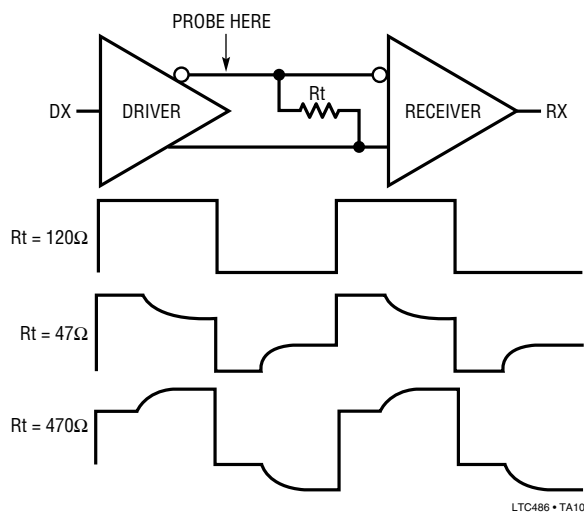 PROBE HERE
DX
DRIVER
Rt
RECEIVER
RX
Rt = 120Ω
Rt = 47Ω
Rt = 470Ω
LTC486 • TA10